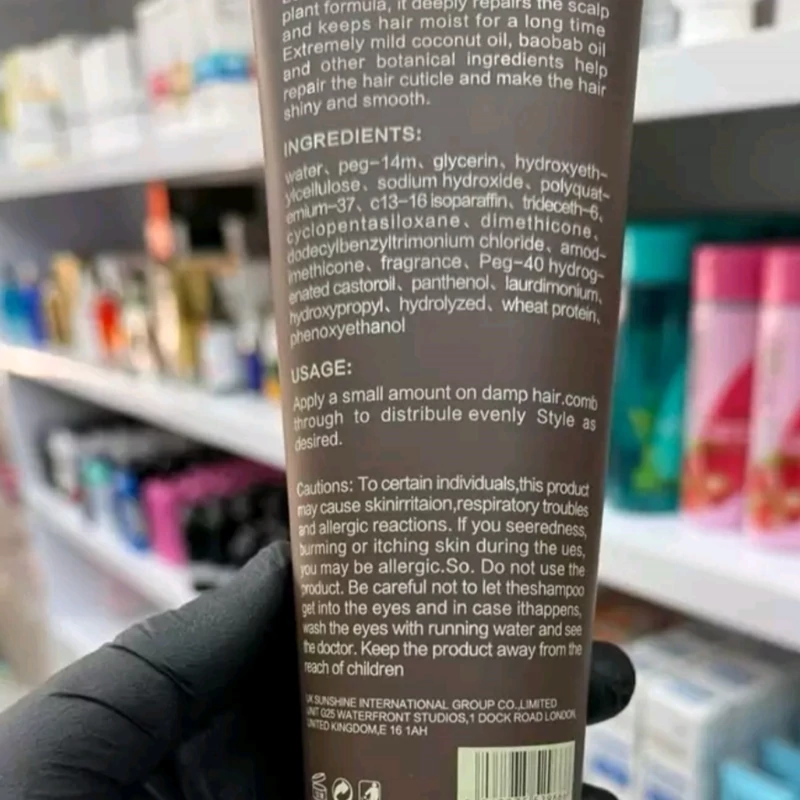 plant formula, it deeply repairs the scalp
and keeps hair moist for a long time
Extremely mild coconut oil, baobab oil
and other botanical ingredients help
repair the hair cuticle and make the hair
shiny and smooth.
INGREDIENTS:
water、peg-14m、glycerin、hydroxyeth-
ylcellulose、sodium hydroxide、polyquat-
emium-37、c13-16 isoparaffin、trideceth-6、
cyclopentasiloxane、dimethicone、
dodecylbenzyltrimonium chloride、amod-
imethicone、fragrance、Peg-40 hydrog-
enated castoroil、panthenol、laurdimonium、
hydroxypropyl、hydrolyzed、wheat protein、
phenoxyethanol
USAGE:
Apply a small amount on damp hair.comb
through to distribule evenly Style as
desired.
Cautions: To certain individuals,this product
may cause skinirritaion,respiratory troubles
and allergic reactions. If you seeredness,
burming or itching skin during the ues,
you may be allergic.So. Do not use the
product. Be careful not to let theshampoo
get into the eyes and in case ithappens,
wash the eyes with running water and see
the doctor. Keep the product away from the
reach of children
UK SUNSHINE INTERNATIONAL GROUP CO.,LIMITED
UNIT G25 WATERFRONT STUDIOS,1 DOCK ROAD LONDON,
UNITED KINGDOM,E 16 1AH